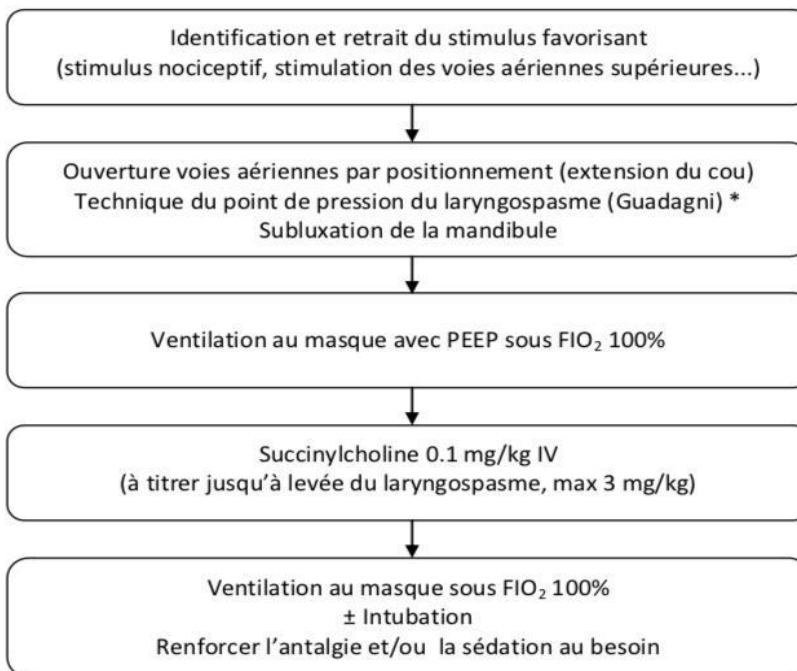 Identification et retrait du stimulus favorisant
(stimulus nociceptif, stimulation des voies aériennes supérieures...)
Ouverture voies aériennes par positionnement (extension du cou)
Technique du point de pression du laryngospasme (Guadagni) *
Subluxation de la mandibule
Ventilation au masque avec PEEP sous FIO₂ 100%
Succinylcholine 0.1 mg/kg IV
(à titrer jusqu'à levée du laryngospasme, max 3 mg/kg)
Ventilation au masque sous FIO₂ 100%
± Intubation
Renforcer l'antalgie et/ou la sédation au besoin